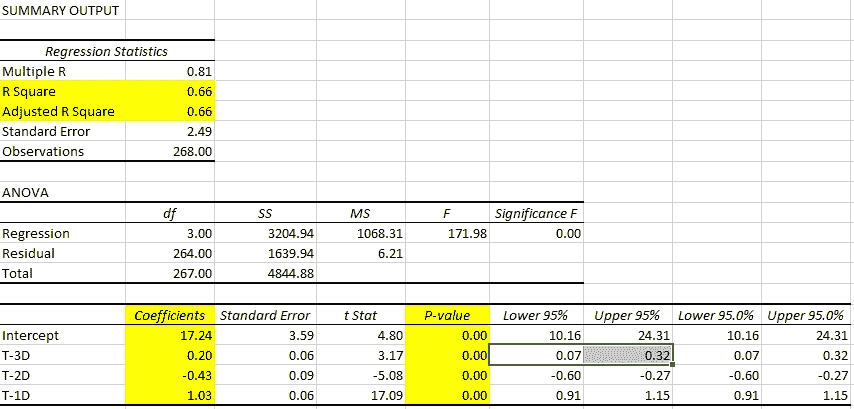 SUMMARY OUTPUT
Regression Statistics
Multiple R 0.81
R Square 0.66
Adjusted R Square 0.66
Standard Error 2.49
Observations 268.00
ANOVA
df SS MS F Significance F
Regression 3.00 3204.94 1068.31 171.98 0.00
Residual 264.00 1639.94 6.21
Total 267.00 4844.88
Coefficients Standard Error t Stat P-value Lower 95% Upper 95% Lower 95.0% Upper 95.0%
Intercept 17.24 3.59 4.80 0.00 10.16 24.31 10.16 24.31
T-3D 0.20 0.06 3.17 0.00 0.07 0.32 0.07 0.32
T-2D -0.43 0.09 -5.08 0.00 -0.60 -0.27 -0.60 -0.27
T-1D 1.03 0.06 17.09 0.00 0.91 1.15 0.91 1.15